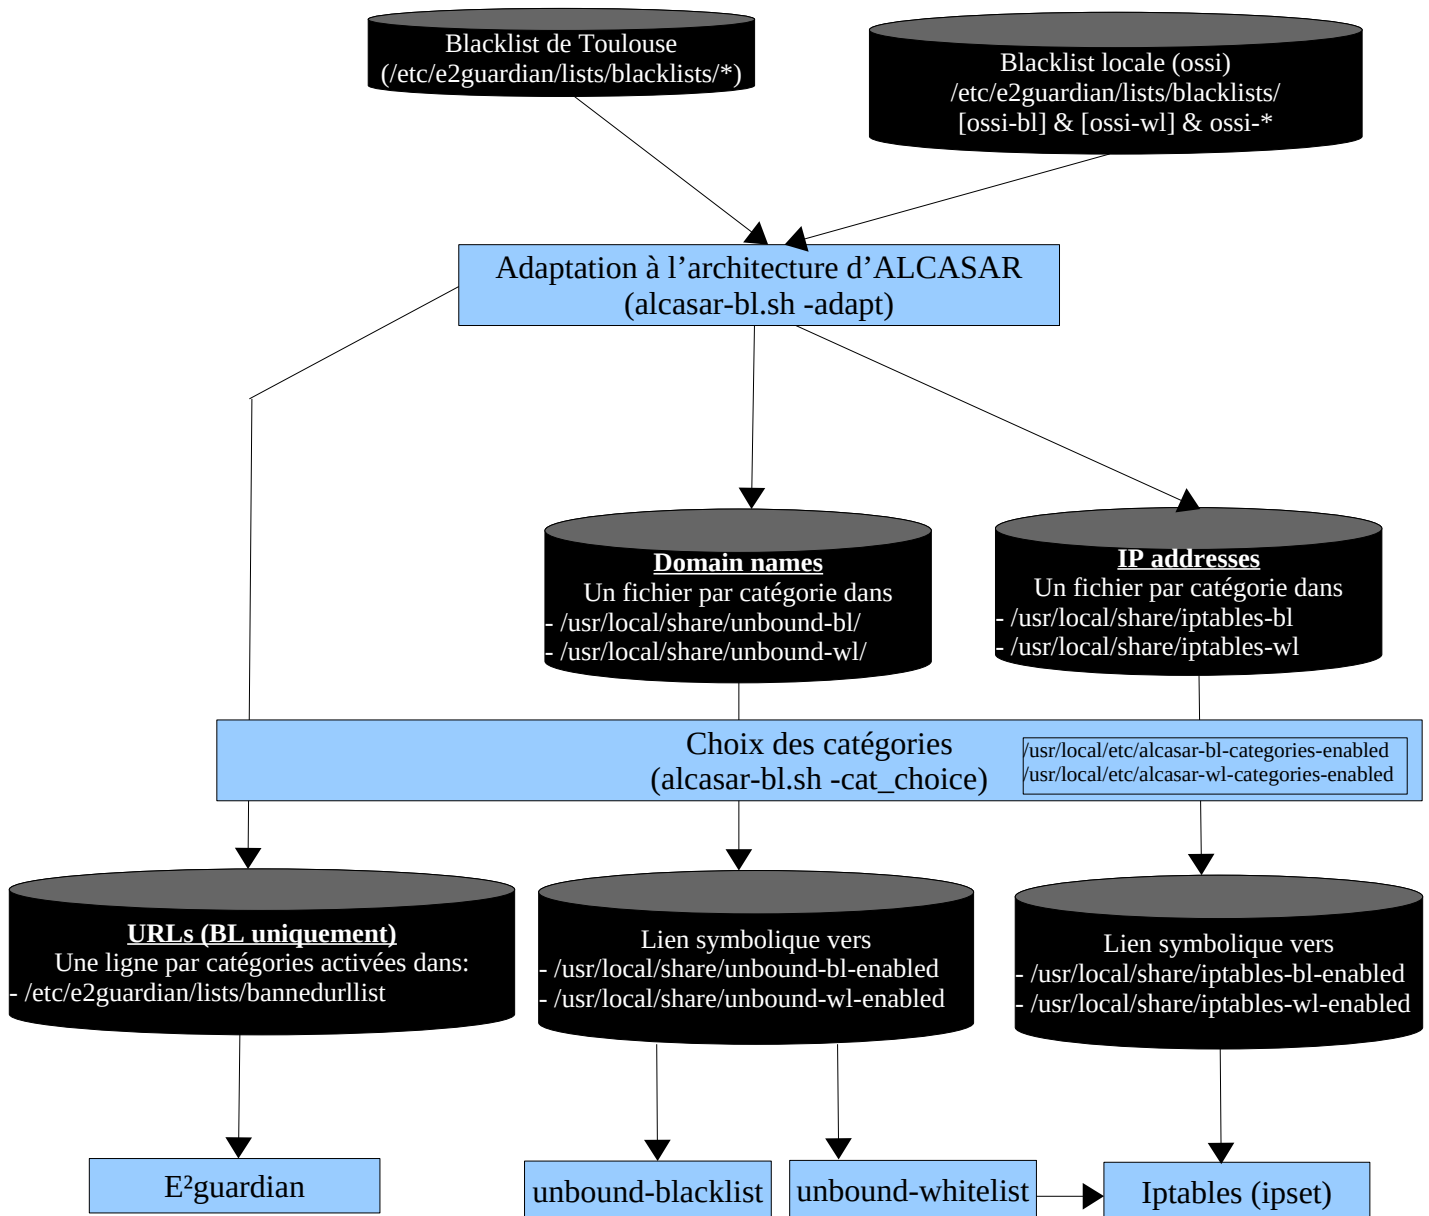 Blacklist de Toulouse
(/etc/e2guardian/lists/blacklists/*)
Blacklist locale (ossi)
/etc/e2guardian/lists/blacklists/
[ossi-bl] & [ossi-wl] & ossi-*
Adaptation à l’architecture d’ALCASAR
(alcasar-bl.sh -adapt)
Domain names
Un fichier par catégorie dans
- /usr/local/share/unbound-bl/
- /usr/local/share/unbound-wl/
IP addresses
Un fichier par catégorie dans
- /usr/local/share/iptables-bl
- /usr/local/share/iptables-wl
Choix des catégories
(alcasar-bl.sh -cat_choice)
/usr/local/etc/alcasar-bl-categories-enabled
/usr/local/etc/alcasar-wl-categories-enabled
URLs (BL uniquement)
Une ligne par catégories activées dans:
- /etc/e2guardian/lists/bannedurllist
Lien symbolique vers
- /usr/local/share/unbound-bl-enabled
- /usr/local/share/unbound-wl-enabled
Lien symbolique vers
- /usr/local/share/iptables-bl-enabled
- /usr/local/share/iptables-wl-enabled
E²guardian
unbound-blacklist
unbound-whitelist
Iptables (ipset)